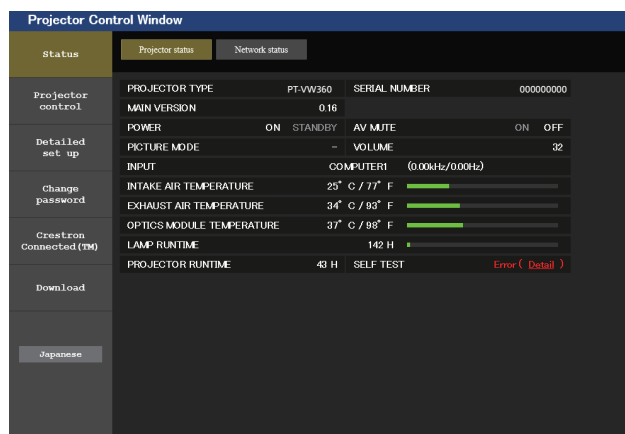 Projector Control Window
Status
Projector control
Detailed set up
Change password
Crestron Connected(TM)
Download
Japanese
Projector status Network status
PROJECTOR TYPE PT-VW360 SERIAL NUMBER 000000000
MAIN VERSION 0.16
POWER ON STANDBY AV MUTE ON OFF
PICTURE MODE – VOLUME 32
INPUT COMPUTER1 (0.00kHz/0.00Hz)
INTAKE AIR TEMPERATURE 25° C / 77° F
EXHAUST AIR TEMPERATURE 34° C / 93° F
OPTICS MODULE TEMPERATURE 37° C / 98° F
LAMP RUNTIME 142 H
PROJECTOR RUNTIME 43 H SELF TEST Error ( Detail )